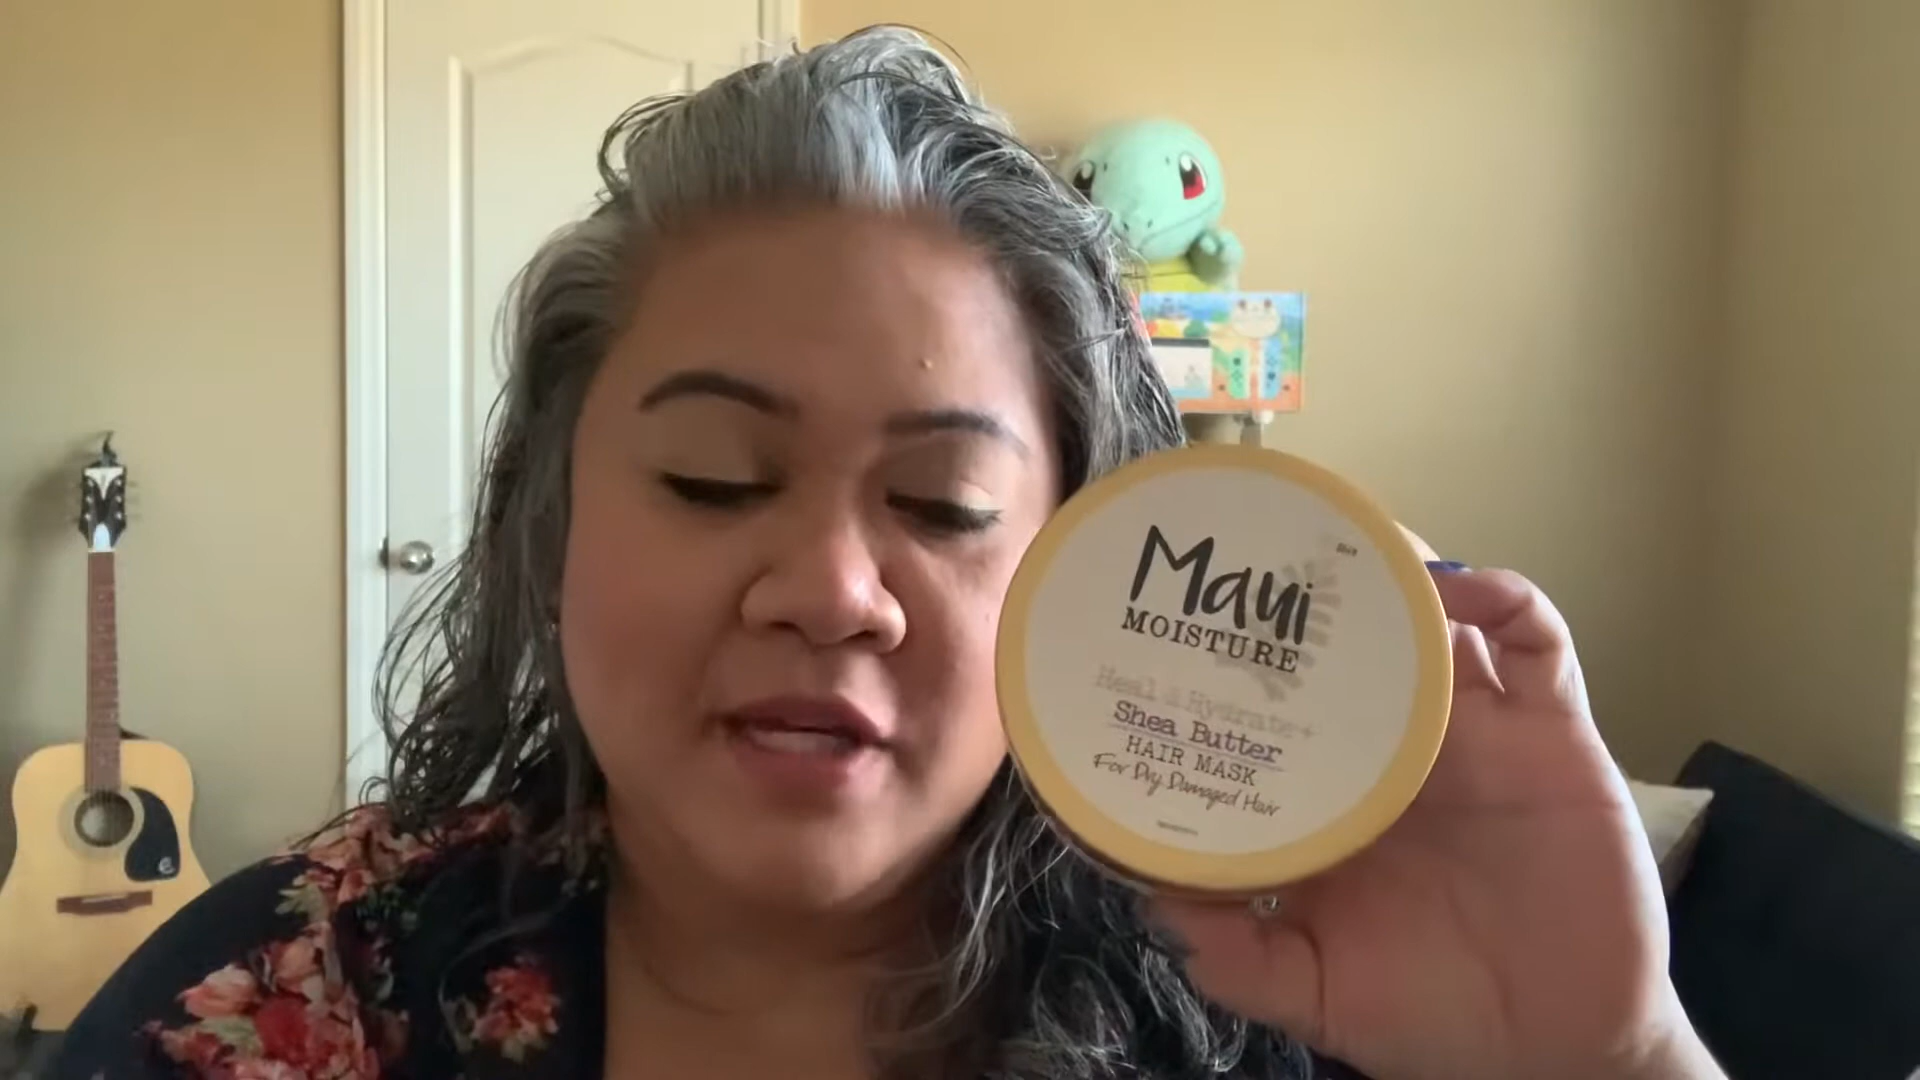 Maui
MOISTURE
Heal & Hydrate +
Shea Butter
HAIR MASK
For Dry, Damaged Hair